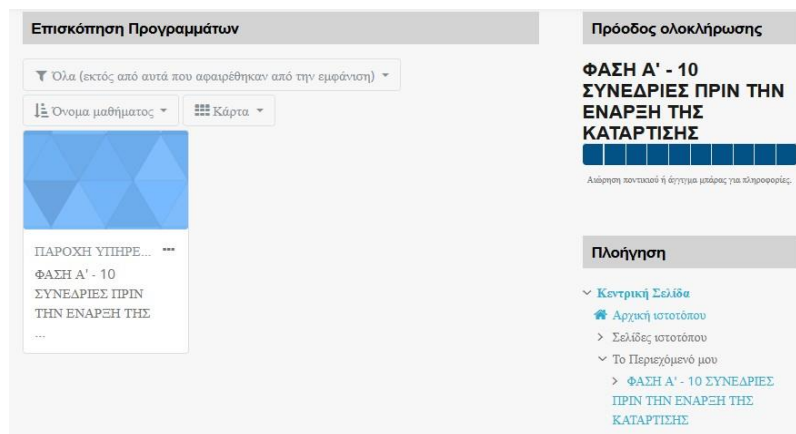 Επισκόπηση Προγραμμάτων
Όλα (εκτός από αυτά που αφαιρέθηκαν από την εμφάνιση)
Όνομα μαθήματος
Κάρτα
ΠΑΡΟΧΗ ΥΠΗΡΕ...
ΦΑΣΗ Α' - 10
ΣΥΝΕΔΡΙΕΣ ΠΡΙΝ
ΤΗΝ ΕΝΑΡΞΗ ΤΗΣ
...
Πρόοδος ολοκλήρωσης
ΦΑΣΗ Α' - 10
ΣΥΝΕΔΡΙΕΣ ΠΡΙΝ ΤΗΝ
ΕΝΑΡΞΗ ΤΗΣ
ΚΑΤΑΡΤΙΣΗΣ
Αιώρηση ποντικιού ή άγγιγμα μπάρας για πληροφορίες.
Πλοήγηση
Κεντρική Σελίδα
Αρχική ιστοτόπου
Σελίδες ιστοτόπου
Το Περιεχόμενό μου
ΦΑΣΗ Α' - 10 ΣΥΝΕΔΡΙΕΣ
ΠΡΙΝ ΤΗΝ ΕΝΑΡΞΗ ΤΗΣ
ΚΑΤΑΡΤΙΣΗΣ